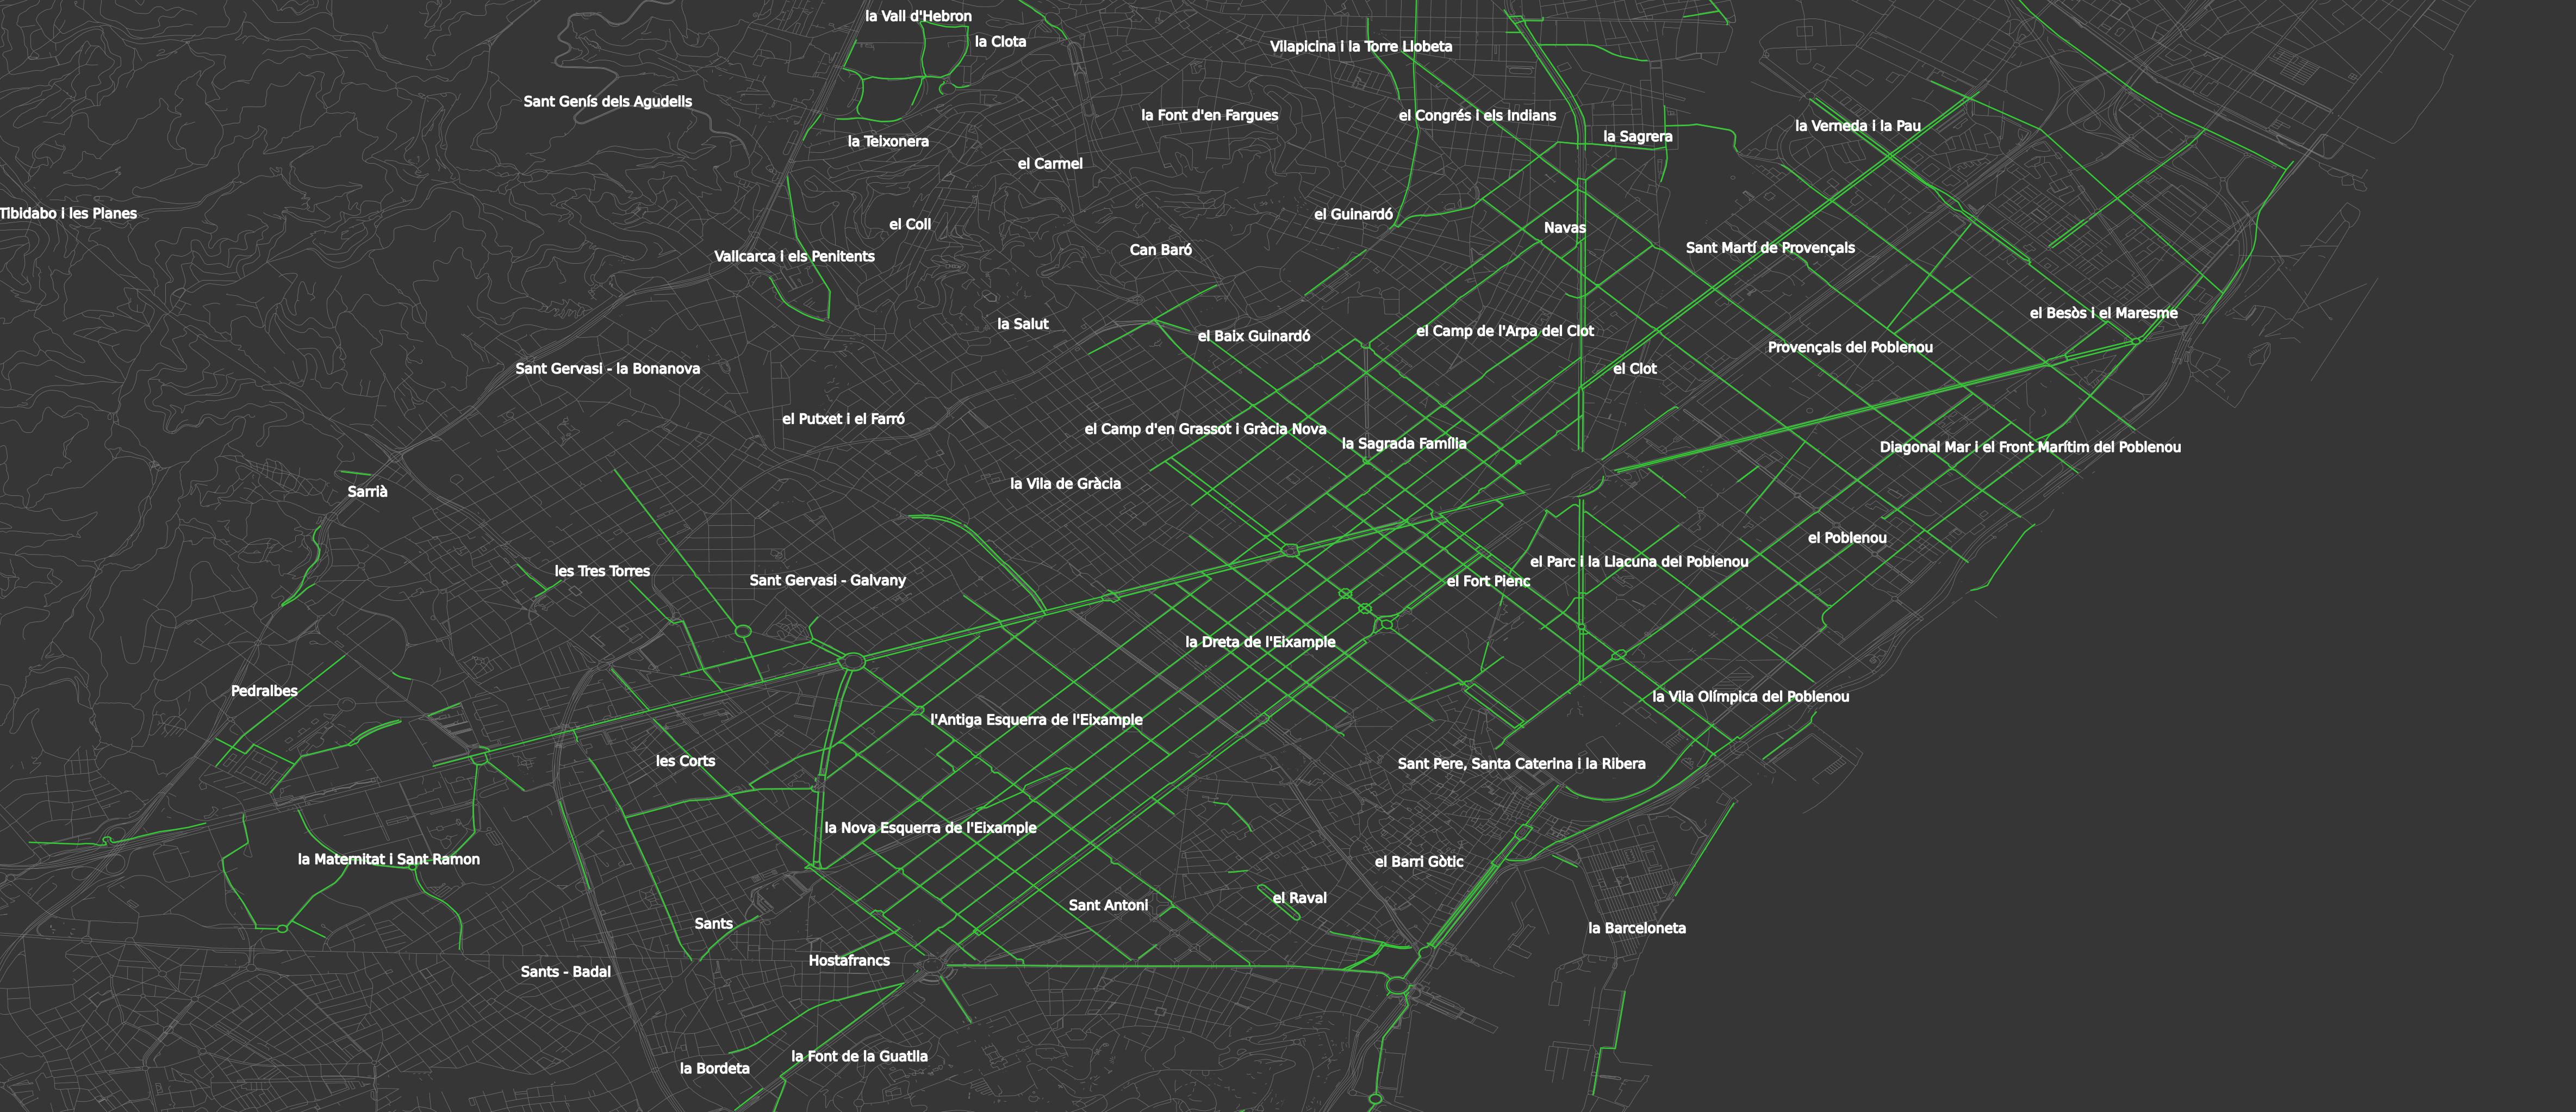 la Vall d'Hebron
la Clota
Vilapicina i la Torre Llobeta
Sant Genís dels Agudells
la Font d'en Fargues
el Congrés i els Indians
la Verneda i la Pau
la Sagrera
la Teixonera
el Carmel
Tibidabo i les Planes
el Guinardó
el Coll
Navas
Can Baró
Sant Martí de Provençals
Vallcarca i els Penitents
el Besòs i el Maresme
la Salut
el Camp de l'Arpa del Clot
el Baix Guinardó
Provençals del Poblenou
Sant Gervasi - la Bonanova
el Clot
el Putxet i el Farró
el Camp d'en Grassot i Gràcia Nova
la Sagrada Família
Diagonal Mar i el Front Marítim del Poblenou
la Vila de Gràcia
Sarrià
el Poblenou
el Parc i la Llacuna del Poblenou
les Tres Torres
Sant Gervasi - Galvany
el Fort Pienc
la Dreta de l'Eixample
Pedralbes
la Vila Olímpica del Poblenou
l'Antiga Esquerra de l'Eixample
les Corts
Sant Pere, Santa Caterina i la Ribera
la Nova Esquerra de l'Eixample
la Maternitat i Sant Ramon
el Barri Gòtic
el Raval
Sant Antoni
Sants
la Barceloneta
Hostafrancs
Sants - Badal
la Font de la Guatlla
la Bordeta